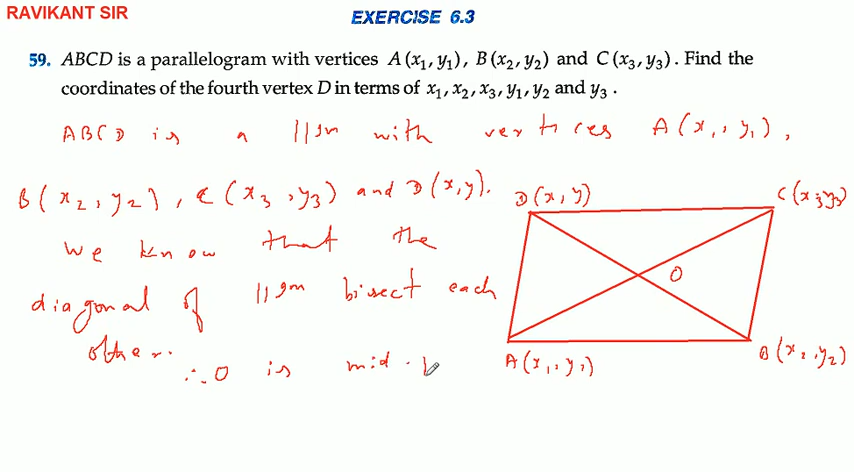 RAVIKANT SIR
EXERCISE 6.3
59. ABCD is a parallelogram with vertices A(x₁, y₁), B(x₂, y₂) and C(x₃, y₃). Find the
coordinates of the fourth vertex D in terms of x₁, x₂, x₃, y₁, y₂ and y₃.
ABCD is a ||gm with vertices A(x₁, y₁),
B(x₂, y₂), C(x₃, y₃) and D(x, y).
We know that the
diagonal of ||gm bisect each
other.
∴ O is mid-
D(x, y)
C(x₃, y₃)
O
A(x₁, y₁)
B(x₂, y₂)